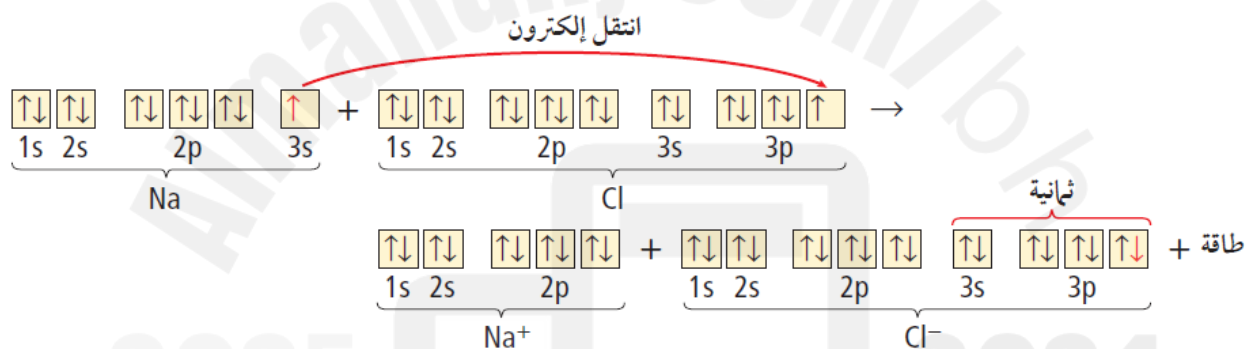 انتقل إلكترون
↑↓ ↑↓ ↑↓ ↑↓ ↑↓ ↑ + ↑↓ ↑↓ ↑↓ ↑↓ ↑↓ ↑↓ ↑↓ ↑↓ ↑ →
1s 2s 2p 3s 1s 2s 2p 3s 3p
Na Cl
ثمانية
↑↓ ↑↓ ↑↓ ↑↓ ↑↓ + ↑↓ ↑↓ ↑↓ ↑↓ ↑↓ ↑↓ ↑↓ ↑↓ ↑↓ + طاقة
1s 2s 2p 1s 2s 2p 3s 3p
Na⁺ Cl⁻